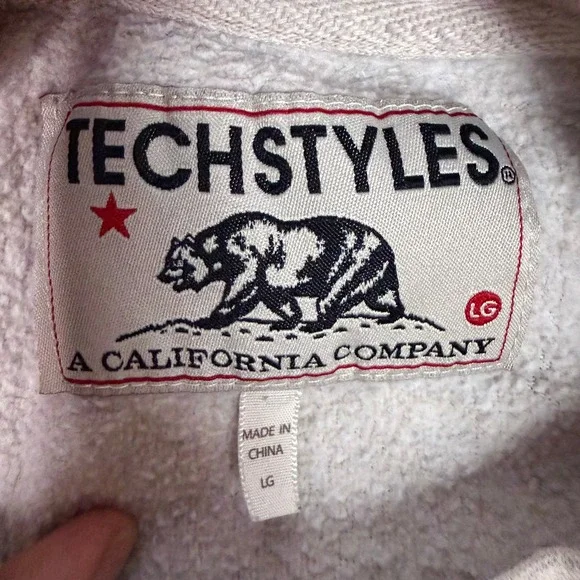 TECHSTYLES®
LG
A CALIFORNIA COMPANY
MADE IN
CHINA
LG